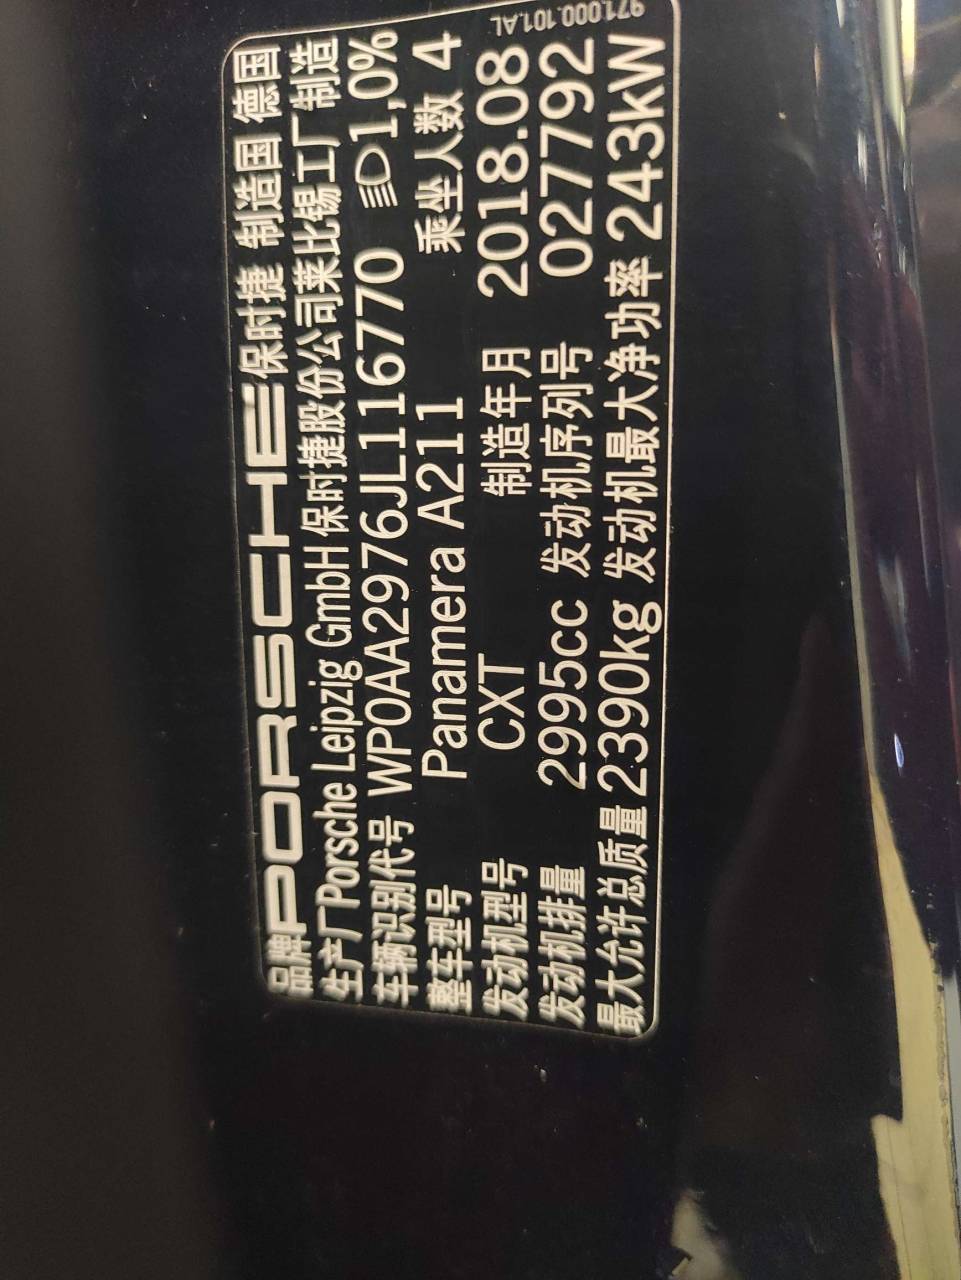 品牌 PORSCHE 保时捷 制造国 德国
生产厂 Porsche Leipzig GmbH 保时捷股份公司莱比锡工厂制造
车辆识别代号 WP0AA2976JL116770 1,0%
整车型号 Panamera A211 乘坐人数 4
发动机型号 CXT 制造年月 2018.08
发动机排量 2995cc 发动机序列号 027792
最大允许总质量 2390kg 发动机最大净功率 243kW
971.000.101.AL